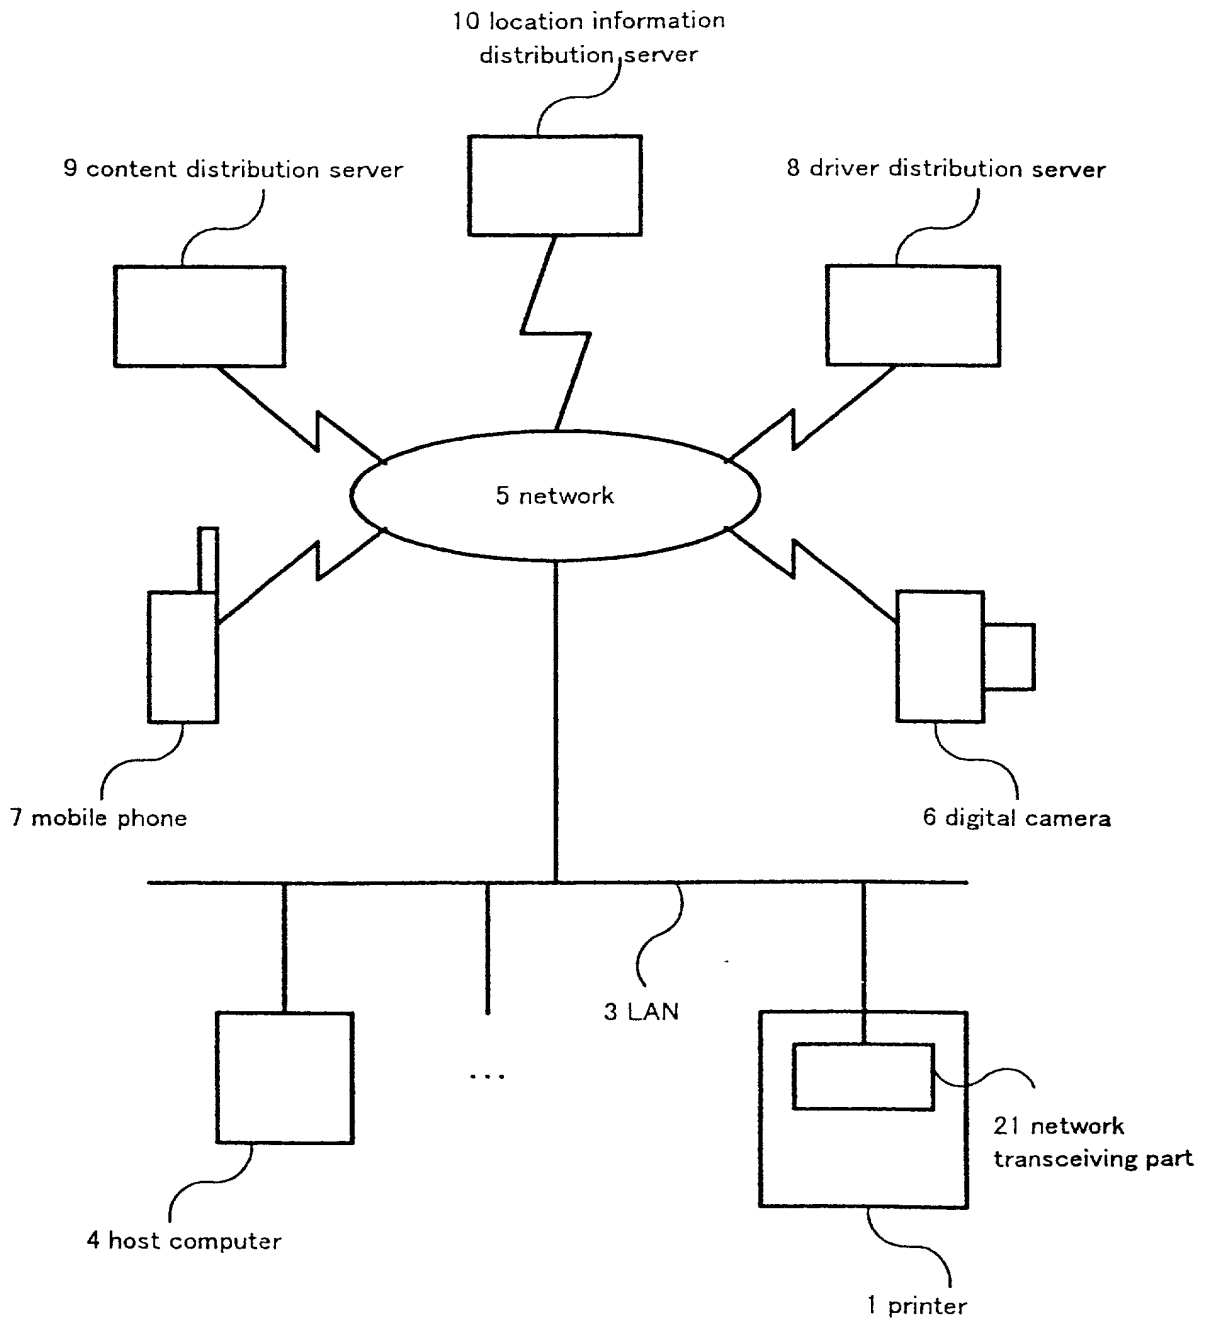 10 location information
distribution server
9 content distribution server
8 driver distribution server
5 network
7 mobile phone
6 digital camera
3 LAN
...
21 network
transceiving part
4 host computer
1 printer